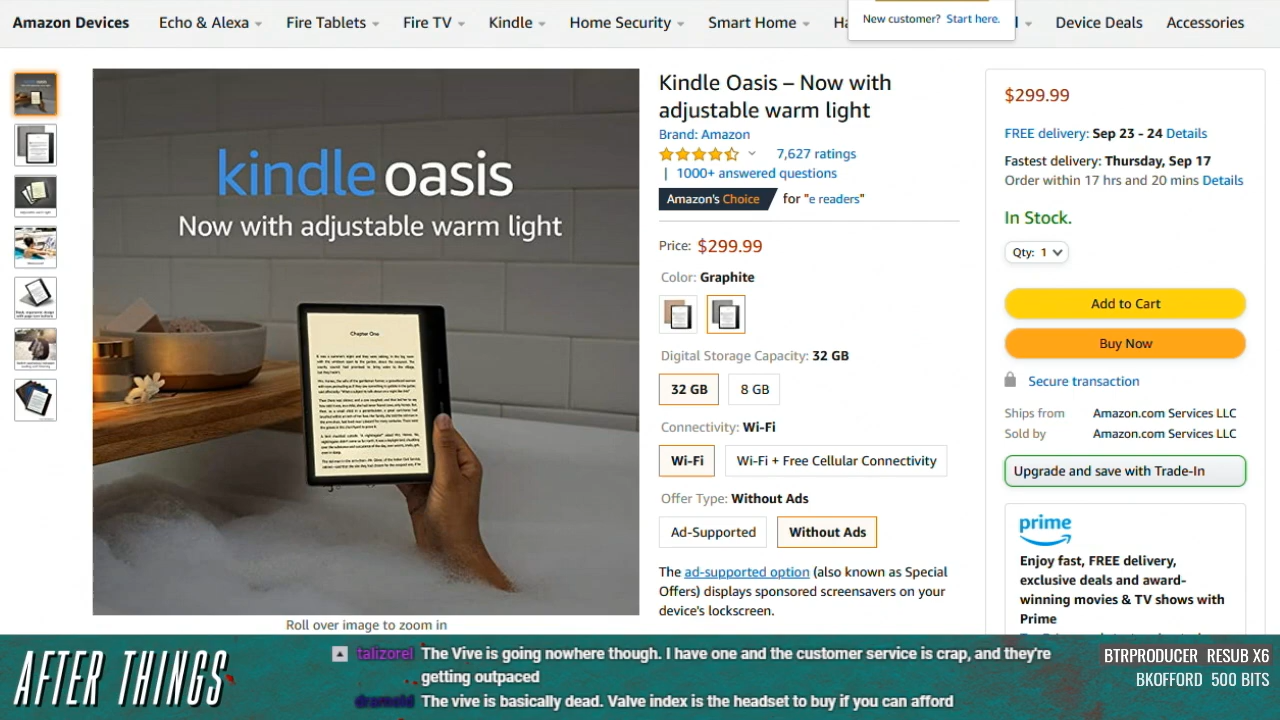 Amazon Devices
Echo & Alexa
Fire Tablets
Fire TV
Kindle
Home Security
Smart Home
New customer? Start here.
Device Deals
Accessories
kindle oasis
Now with adjustable warm light
Chapter One
Roll over image to zoom in
Kindle Oasis – Now with
adjustable warm light
Brand: Amazon
7,627 ratings
| 1000+ answered questions
Amazon's Choice for "e readers"
Price: $299.99
Color: Graphite
Digital Storage Capacity: 32 GB
32 GB
8 GB
Connectivity: Wi-Fi
Wi-Fi
Wi-Fi + Free Cellular Connectivity
Offer Type: Without Ads
Ad-Supported
Without Ads
The ad-supported option (also known as Special
Offers) displays sponsored screensavers on your
device's lockscreen.
$299.99
FREE delivery: Sep 23 - 24 Details
Fastest delivery: Thursday, Sep 17
Order within 17 hrs and 20 mins Details
In Stock.
Qty: 1
Add to Cart
Buy Now
Secure transaction
Ships from Amazon.com Services LLC
Sold by Amazon.com Services LLC
Upgrade and save with Trade-In
prime
Enjoy fast, FREE delivery,
exclusive deals and award-
winning movies & TV shows with
Prime
AFTER THINGS
talizorel The Vive is going nowhere though. I have one and the customer service is crap, and they're
getting outpaced
The vive is basically dead. Valve index is the headset to buy if you can afford
BTRPRODUCER RESUB X6
BKOFFORD 500 BITS